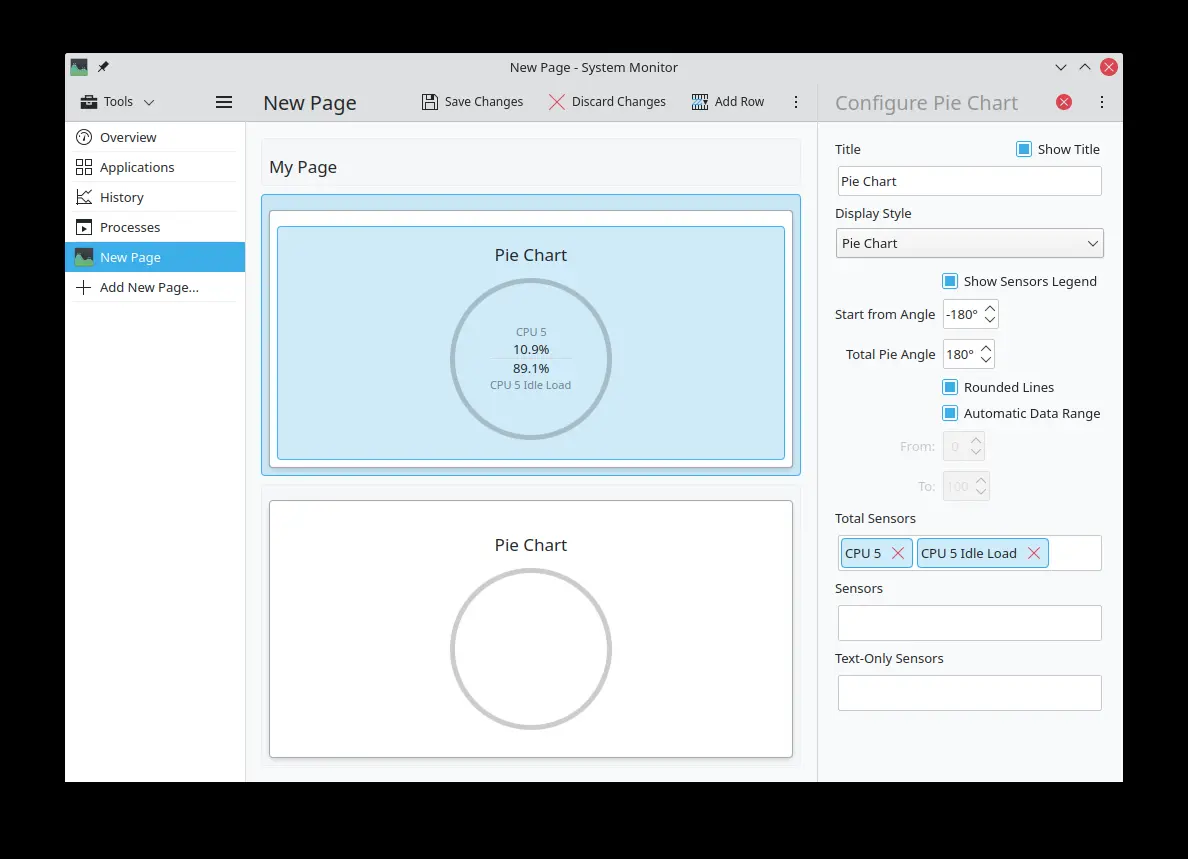 New Page - System Monitor
Tools
New Page
Save Changes
Discard Changes
Add Row
Configure Pie Chart
Overview
Applications
History
Processes
New Page
Add New Page...
My Page
Pie Chart
CPU 5
10.9%
89.1%
CPU 5 Idle Load
Pie Chart
Title
Show Title
Pie Chart
Display Style
Pie Chart
Show Sensors Legend
Start from Angle -180°
Total Pie Angle 180°
Rounded Lines
Automatic Data Range
From: 0
To: 100
Total Sensors
CPU 5
CPU 5 Idle Load
Sensors
Text-Only Sensors